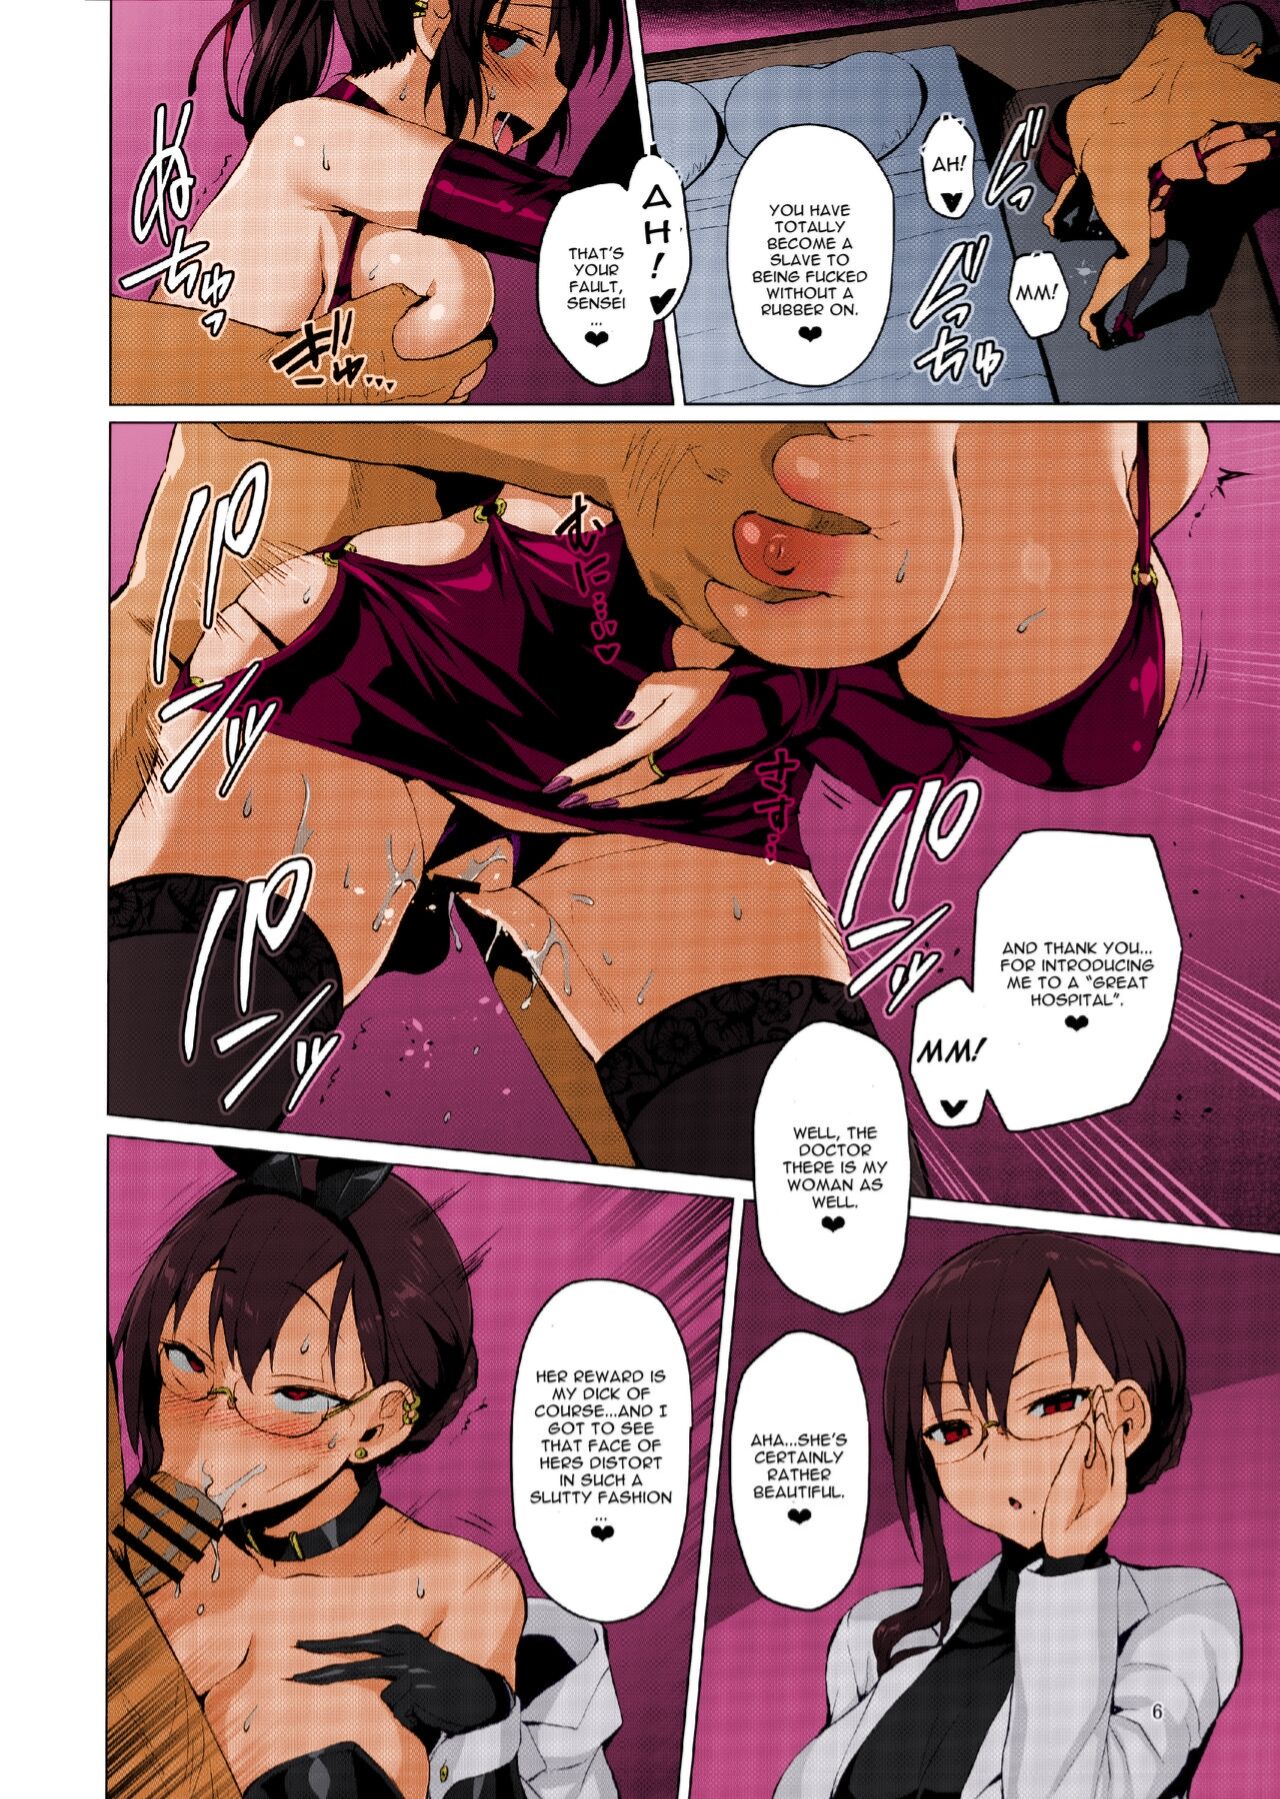 AH!
YOU HAVE
TOTALLY
BECOME A
SLAVE TO
BEING FUCKED
WITHOUT A
RUBBER ON.
MM!
AH!
THAT'S
YOUR
FAULT,
SENSEI
...
ぬちゅっ
ぎゅ...
AND THANK YOU...
FOR INTRODUCING
ME TO A "GREAT
HOSPITAL".
MM!
むに...
さす...
パンッ
パンッ
パンッ
WELL, THE
DOCTOR
THERE IS MY
WOMAN AS
WELL.
AHA...SHE'S
CERTAINLY
RATHER
BEAUTIFUL.
HER REWARD IS
MY DICK OF
COURSE...AND I
GOT TO SEE
THAT FACE OF
HERS DISTORT
IN SUCH A
SLUTTY FASHION
...
6